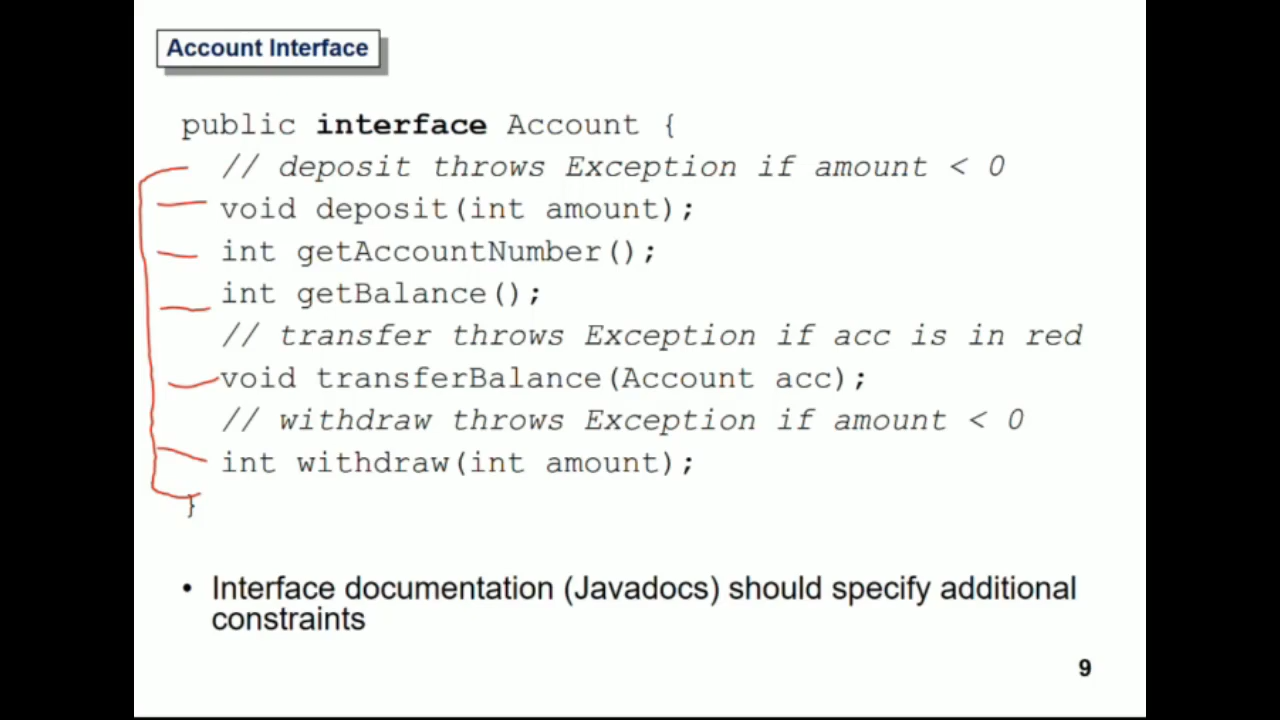 Account Interface
public interface Account {
// deposit throws Exception if amount < 0
void deposit(int amount);
int getAccountNumber();
int getBalance();
// transfer throws Exception if acc is in red
void transferBalance(Account acc);
// withdraw throws Exception if amount < 0
int withdraw(int amount);
}
• Interface documentation (Javadocs) should specify additional
constraints
9